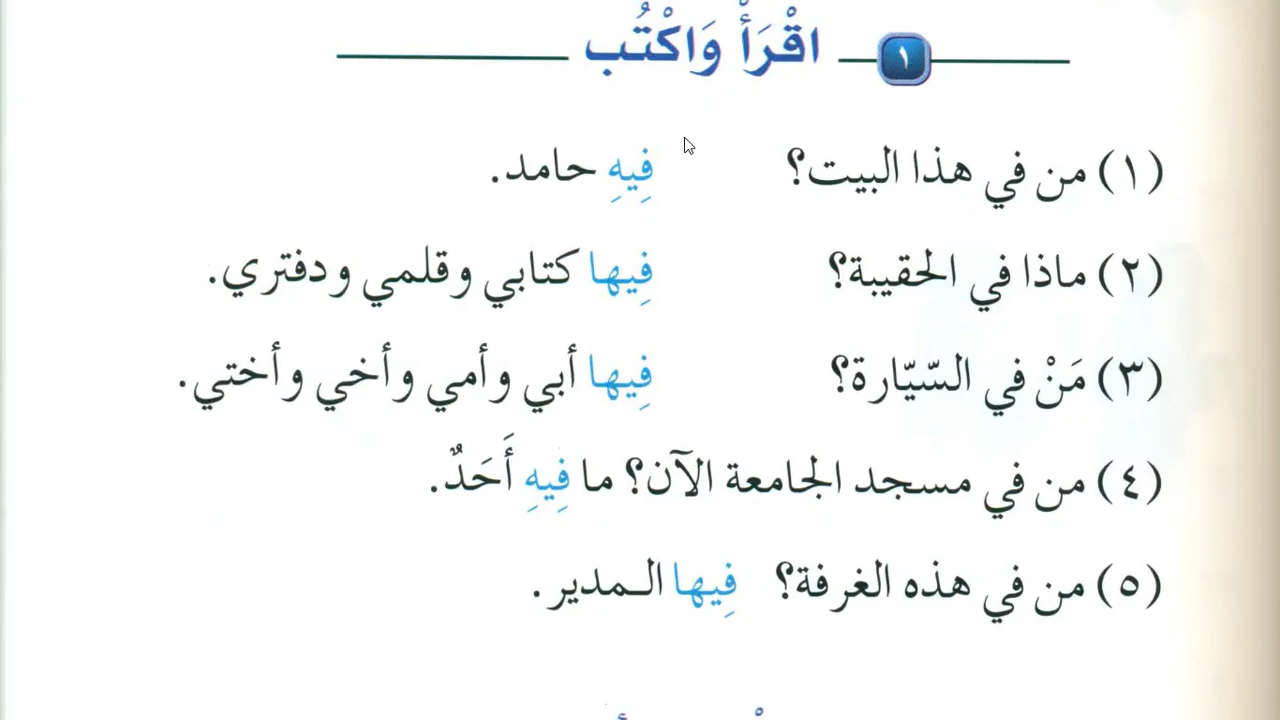 ١ اقْرَأْ وَاكْتُب
(١) من في هذا البيت؟ فِيهِ حامد.
(٢) ماذا في الحقيبة؟ فِيها كتابي وقلمي ودفتري.
(٣) مَنْ في السّيّارة؟ فِيها أبي وأمي وأخي وأختي.
(٤) من في مسجد الجامعة الآن؟ ما فِيهِ أَحَدٌ.
(٥) من في هذه الغرفة؟ فِيها الـمدير.